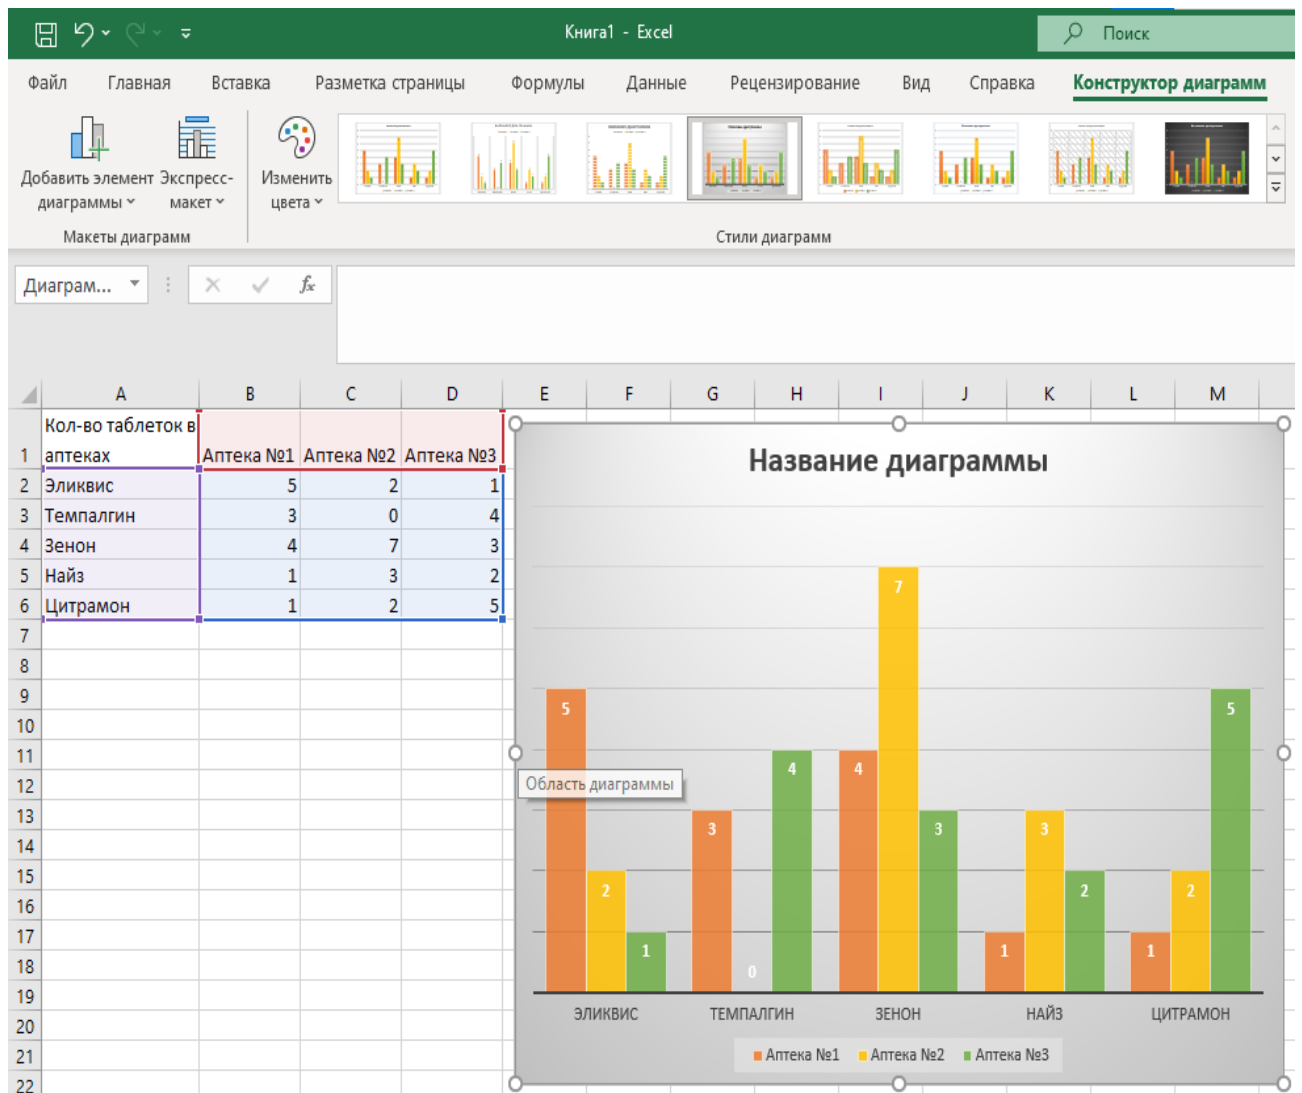 Книга1 - Excel
Поиск
Файл Главная Вставка Разметка страницы Формулы Данные Рецензирование Вид Справка Конструктор диаграмм
Добавить элемент диаграммы
Экспресс-макет
Изменить цвета
Макеты диаграмм
Стили диаграмм
Диаграм...
fx
A B C D E F G H I J K L M
Кол-во таблеток в
1 аптеках Аптека №1 Аптека №2 Аптека №3
2 Эликвис 5 2 1
3 Темпалгин 3 0 4
4 Зенон 4 7 3
5 Найз 1 3 2
6 Цитрамон 1 2 5
7
8
9
10
11
12
13
14
15
16
17
18
19
20
21
22
Название диаграммы
7
5 5
4 4
Область диаграммы
3 3 3
2 2 2
1 1 1
0
ЭЛИКВИС ТЕМПАЛГИН ЗЕНОН НАЙЗ ЦИТРАМОН
Аптека №1 Аптека №2 Аптека №3